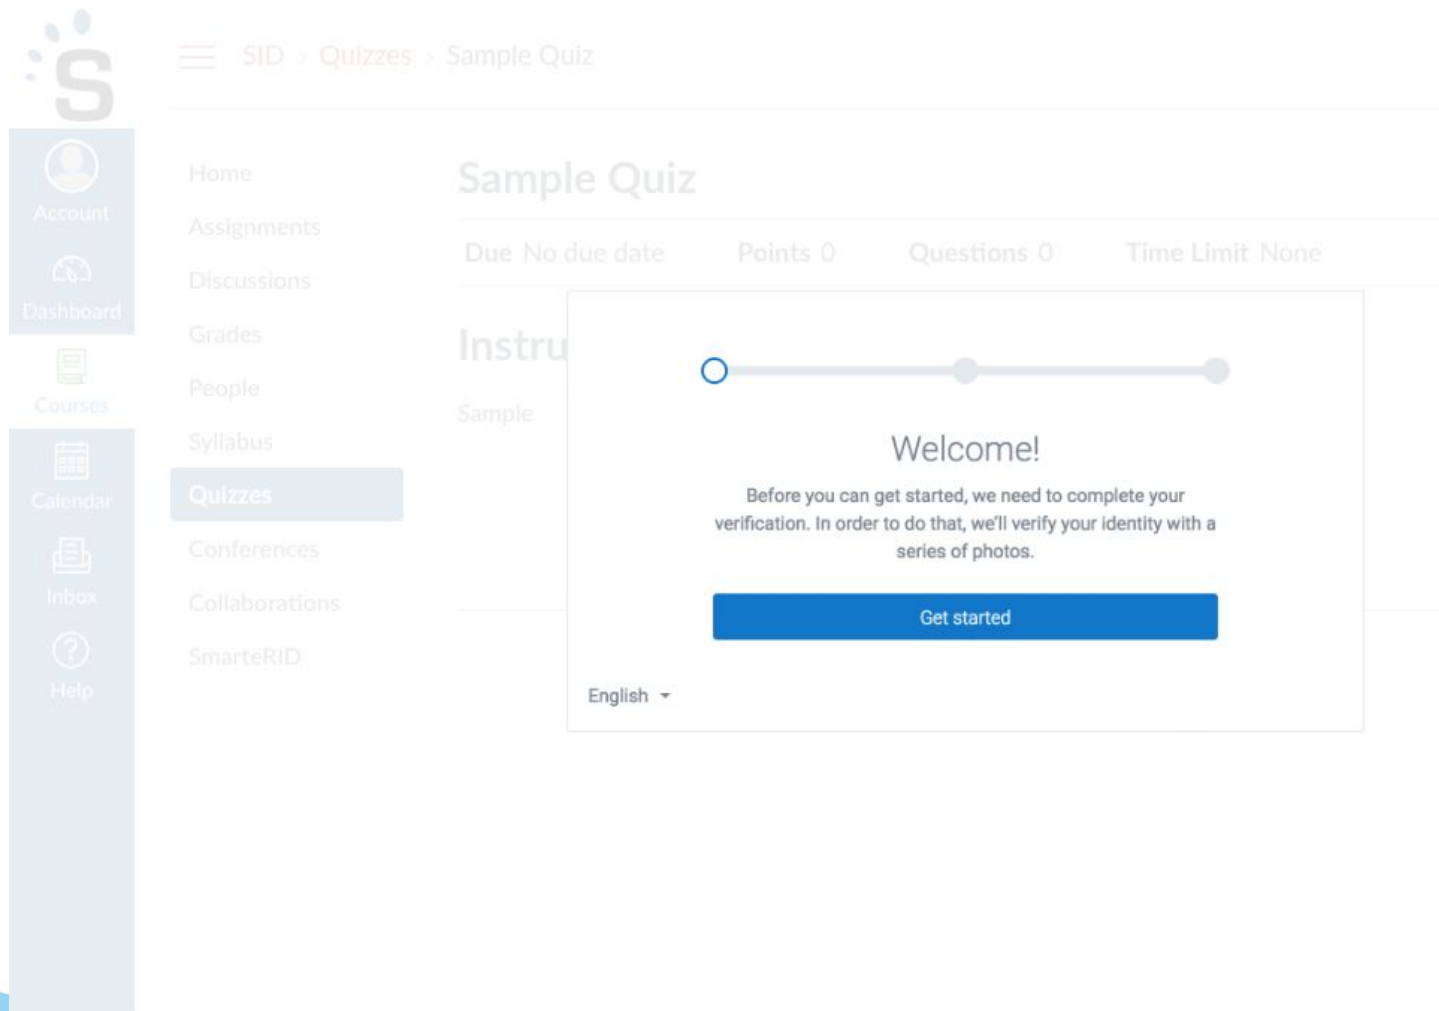 S
SID > Quizzes > Sample Quiz
Account
Dashboard
Courses
Calendar
Inbox
Help
Home
Assignments
Discussions
Grades
People
Syllabus
Quizzes
Conferences
Collaborations
SmarteRID
Sample Quiz
Due No due date Points 0 Questions 0 Time Limit None
Instru
Sample
Welcome!
Before you can get started, we need to complete your
verification. In order to do that, we'll verify your identity with a
series of photos.
Get started
English